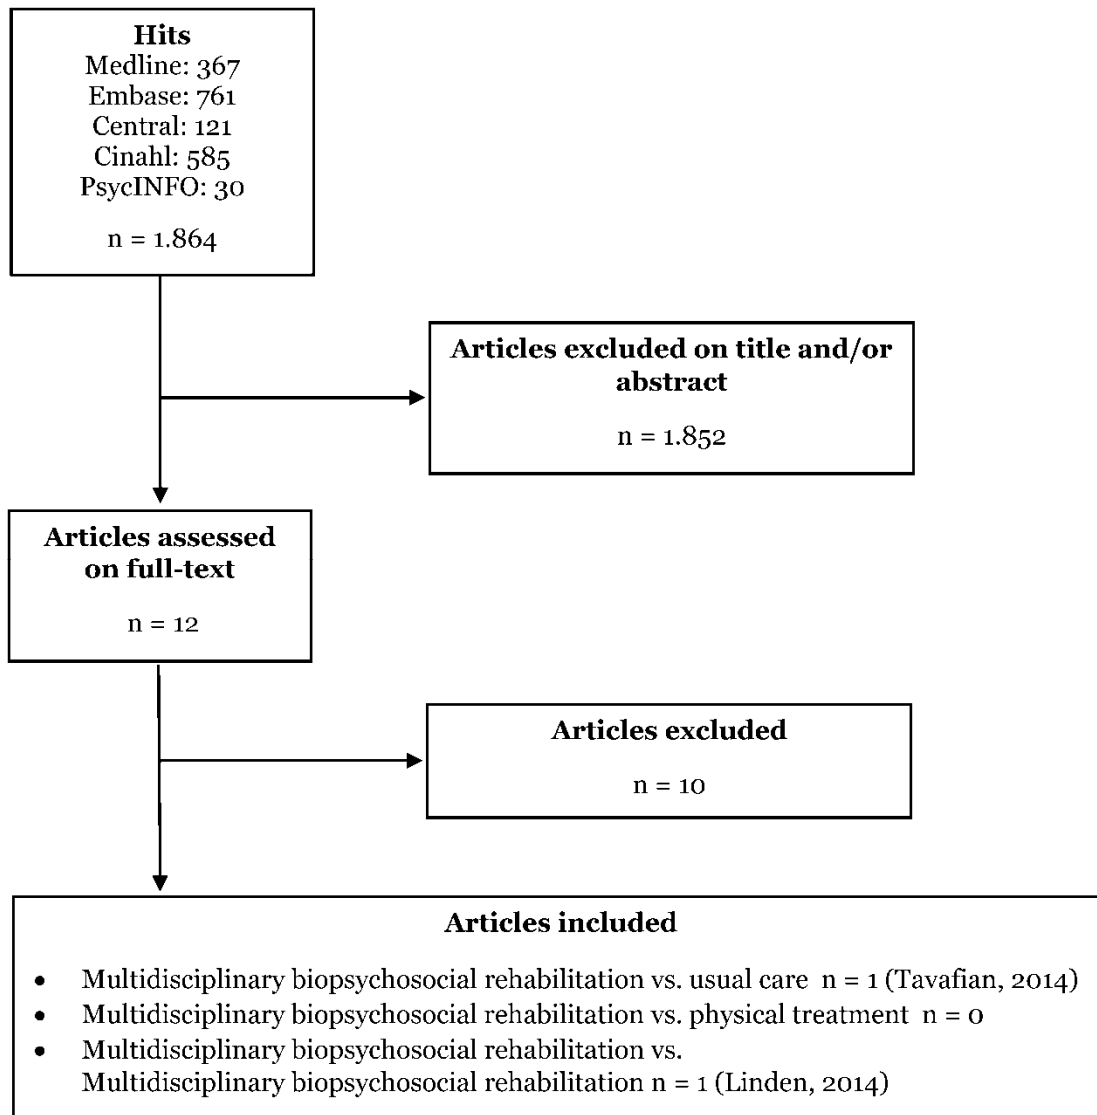 Hits
Medline: 367
Embase: 761
Central: 121
Cinahl: 585
PsycINFO: 30
n = 1.864
Articles excluded on title and/or
abstract
n = 1.852
Articles assessed
on full-text
n = 12
Articles excluded
n = 10
Articles included
• Multidisciplinary biopsychosocial rehabilitation vs. usual care n = 1 (Tavafian, 2014)
• Multidisciplinary biopsychosocial rehabilitation vs. physical treatment n = 0
• Multidisciplinary biopsychosocial rehabilitation vs.
Multidisciplinary biopsychosocial rehabilitation n = 1 (Linden, 2014)